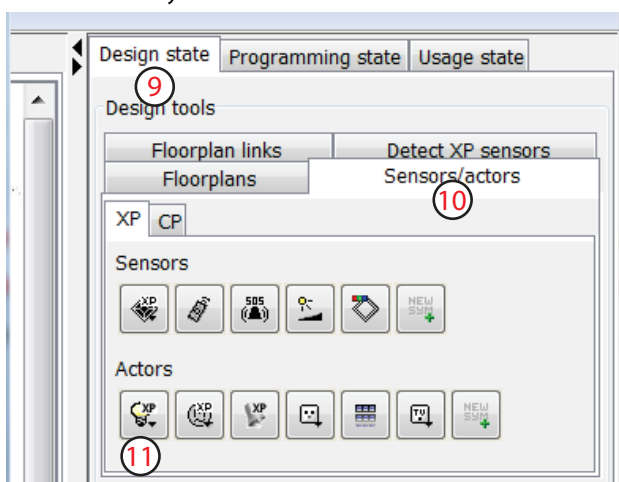 Design state Programming state Usage state
9
Design tools
Floorplan links Detect XP sensors
Floorplans Sensors/actors
10
XP CP
Sensors
XP SOS NEW SYM
Actors
XP XP XP TV NEW SYM
11